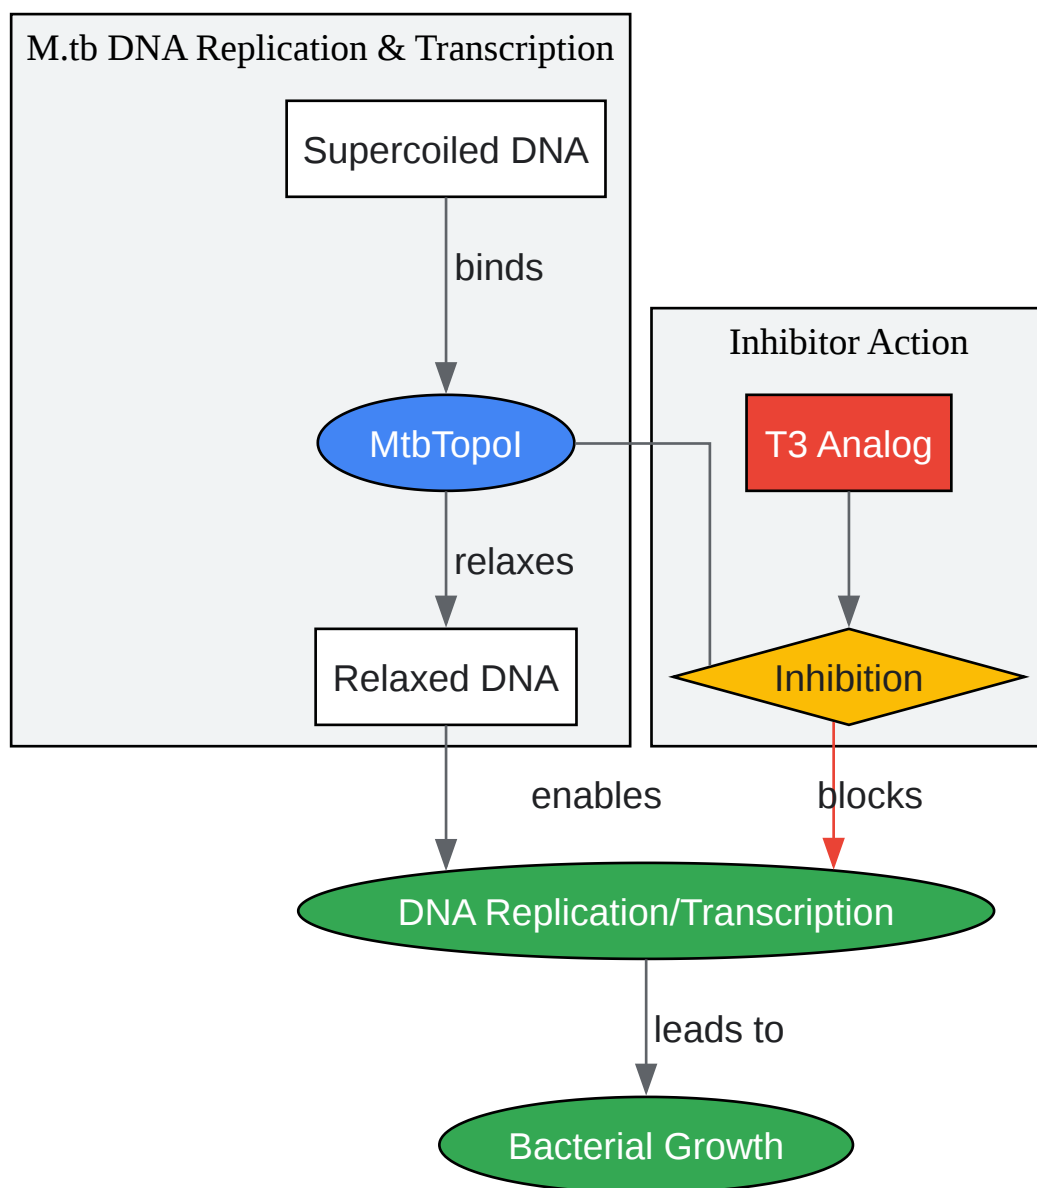 M.tb DNA Replication & Transcription
Supercoiled DNA
binds
Inhibitor Action
MtbTopoI
T3 Analog
relaxes
Relaxed DNA
Inhibition
enables
blocks
DNA Replication/Transcription
leads to
Bacterial Growth